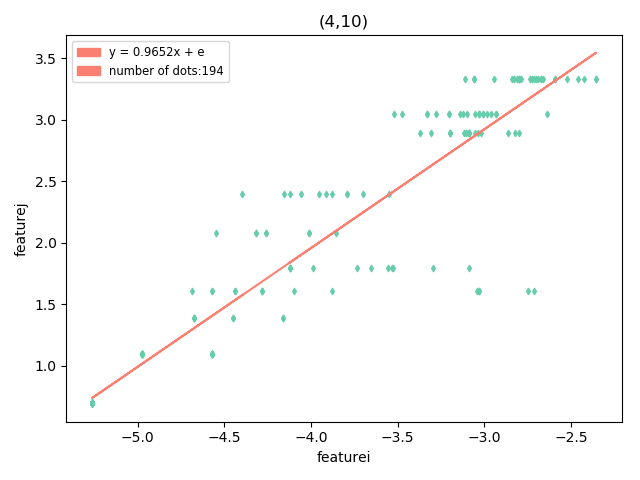 (4,10)
y = 0.9652x + e
number of dots:194
3.5
3.0
2.5
2.0
1.5
1.0
featurej
−5.0 −4.5 −4.0 −3.5 −3.0 −2.5
featurei